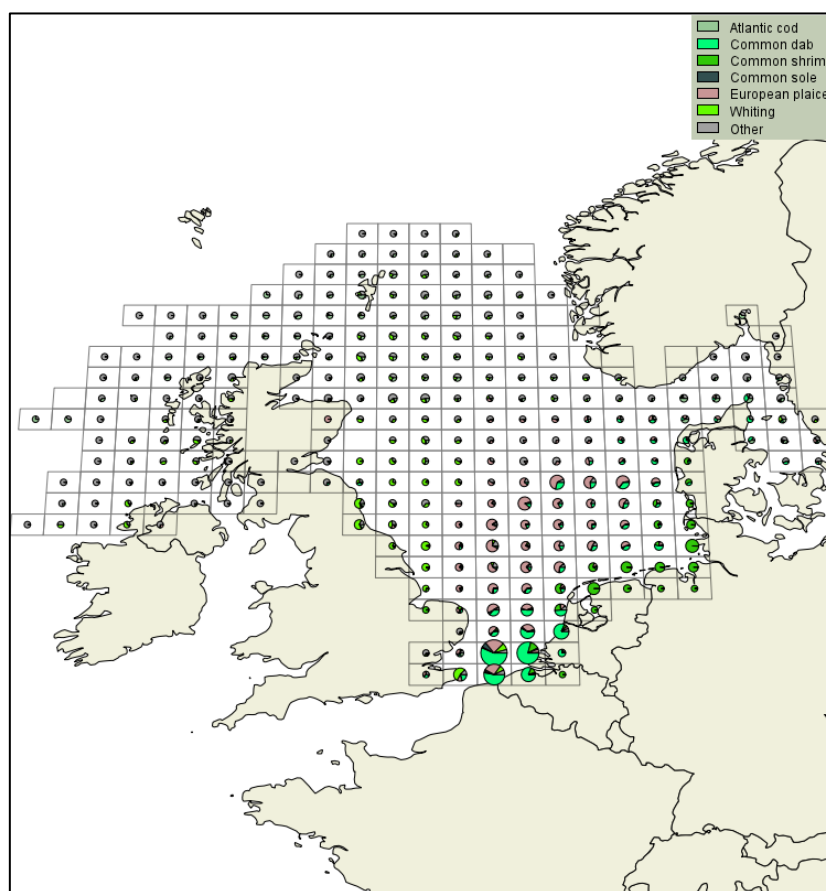 Atlantic cod
Common dab
Common shrim
Common sole
European plaice
Whiting
Other